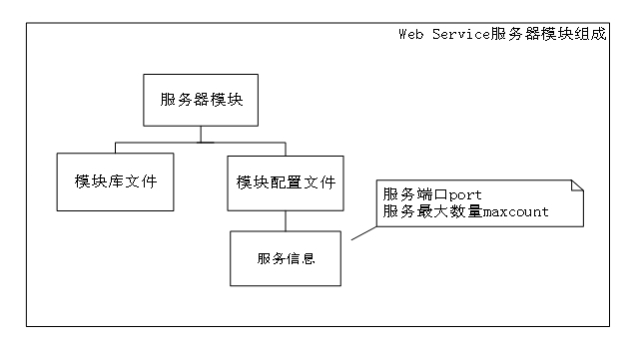 Web Service服务器模块组成
服务器模块
模块库文件
模块配置文件
服务端口port
服务最大数量maxcount
服务信息